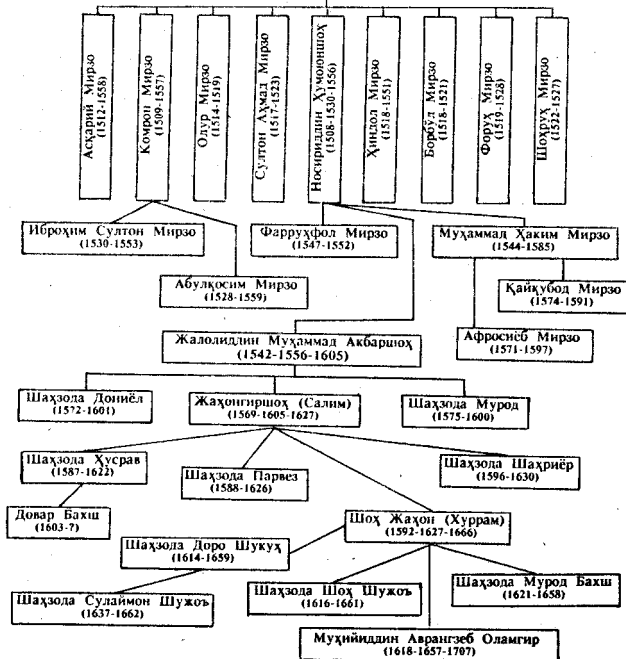 Асқарий Мирзо
(1512-1558)
Комрон Мирзо
(1509-1557)
Олур Мирзо
(1514-1519)
Султон Аҳмад Мирзо
(1517-1523)
Носириддин Ҳумоюншоҳ
(1508-1530-1556)
Ҳиндол Мирзо
(1518-1551)
Борбўл Мирзо
(1518-1521)
Форуҳ Мирзо
(1519-1528)
Шоҳруҳ Мирзо
(1522-1527)
Иброҳим Султон Мирзо
(1530-1553)
Фарруҳфол Мирзо
(1547-1552)
Муҳаммад Ҳаким Мирзо
(1544-1585)
Абулқосим Мирзо
(1528-1559)
Қайқубод Мирзо
(1574-1591)
Жалолиддин Муҳаммад Акбаршоҳ
(1542-1556-1605)
Афросиёб Мирзо
(1571-1597)
Шаҳзода Дониёл
(1572-1601)
Жаҳонгиршоҳ (Салим)
(1569-1605-1627)
Шаҳзода Мурод
(1575-1600)
Шаҳзода Ҳусрав
(1587-1622)
Шаҳзода Парвез
(1588-1626)
Шаҳзода Шаҳриёр
(1596-1630)
Довар Бахш
(1603-?)
Шоҳ Жаҳон (Хуррам)
(1592-1627-1666)
Шаҳзода Доро Шукуҳ
(1614-1659)
Шаҳзода Сулаймон Шужоъ
(1637-1662)
Шаҳзода Шоҳ Шужоъ
(1616-1661)
Шаҳзода Мурод Бахш
(1621-1658)
Муҳийиддин Аврангзеб Оламгир
(1618-1657-1707)